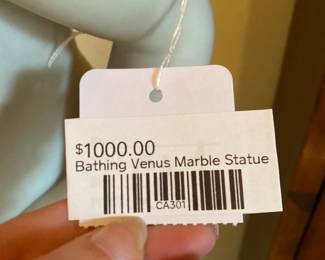 $1000.00
Bathing Venus Marble Statue
CA301